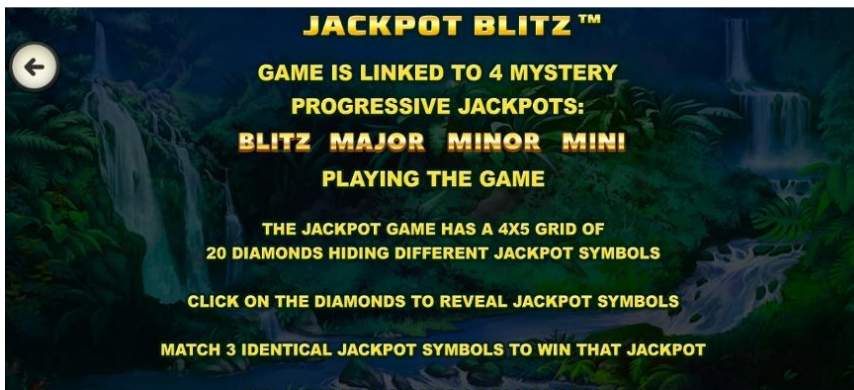 JACKPOT BLITZ™
GAME IS LINKED TO 4 MYSTERY
PROGRESSIVE JACKPOTS:
BLITZ MAJOR MINOR MINI
PLAYING THE GAME
THE JACKPOT GAME HAS A 4X5 GRID OF
20 DIAMONDS HIDING DIFFERENT JACKPOT SYMBOLS
CLICK ON THE DIAMONDS TO REVEAL JACKPOT SYMBOLS
MATCH 3 IDENTICAL JACKPOT SYMBOLS TO WIN THAT JACKPOT